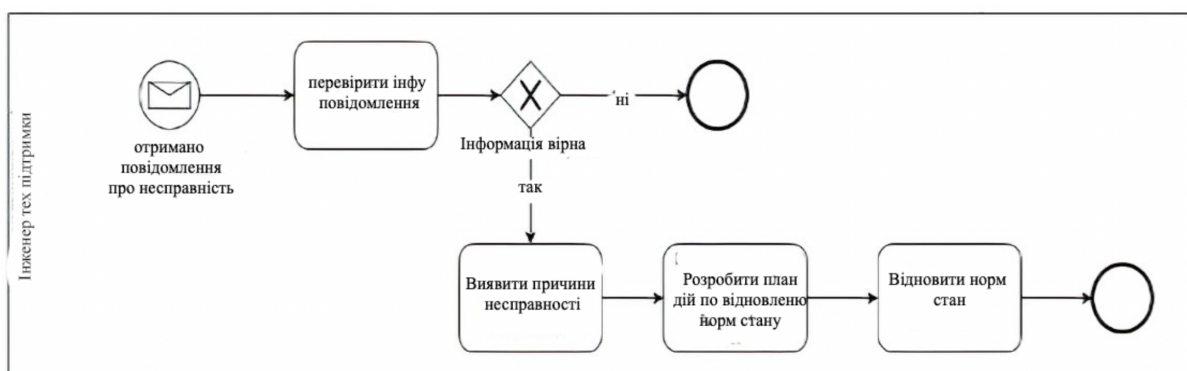 Інженер тех підтримки
отримано
повідомлення
про несправність
перевірити інфу
повідомлення
Інформація вірна
ні
так
Виявити причини
несправності
Розробити план
дій по відновленю
норм стану
Відновити норм
стан